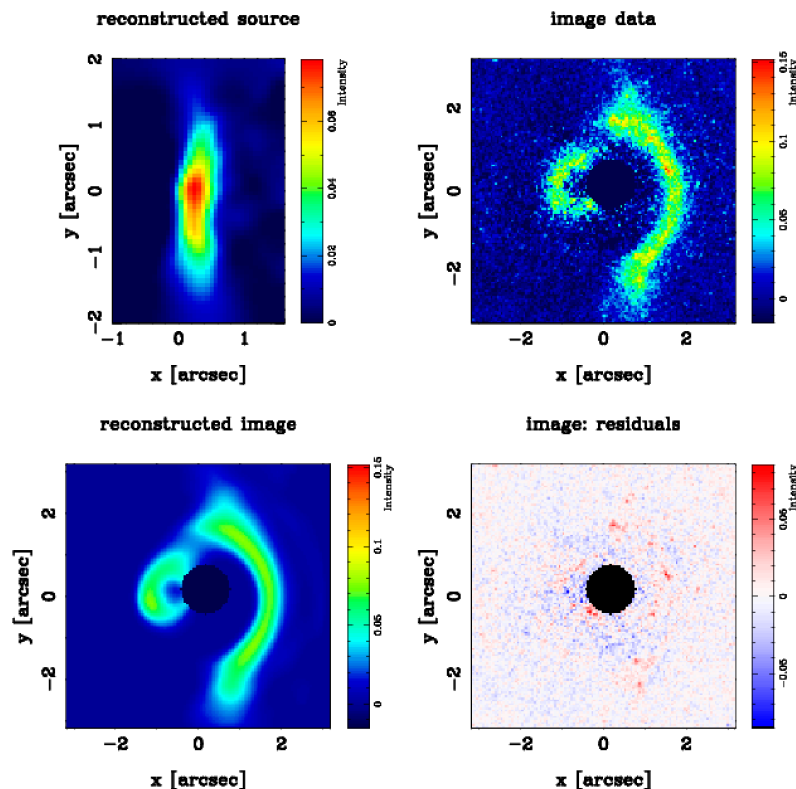 reconstructed source
2
1
0
−1
−2
y [arcsec]
−1
0
1
x [arcsec]
Intensity
0.06
0.04
0.02
0
image data
2
0
−2
y [arcsec]
−2
0
2
x [arcsec]
0.15
Intensity
0.1
0.05
0
reconstructed image
2
0
−2
y [arcsec]
−2
0
2
x [arcsec]
0.15
Intensity
0.1
0.05
0
image: residuals
2
0
−2
y [arcsec]
−2
0
2
x [arcsec]
Intensity
0.05
0
−0.05